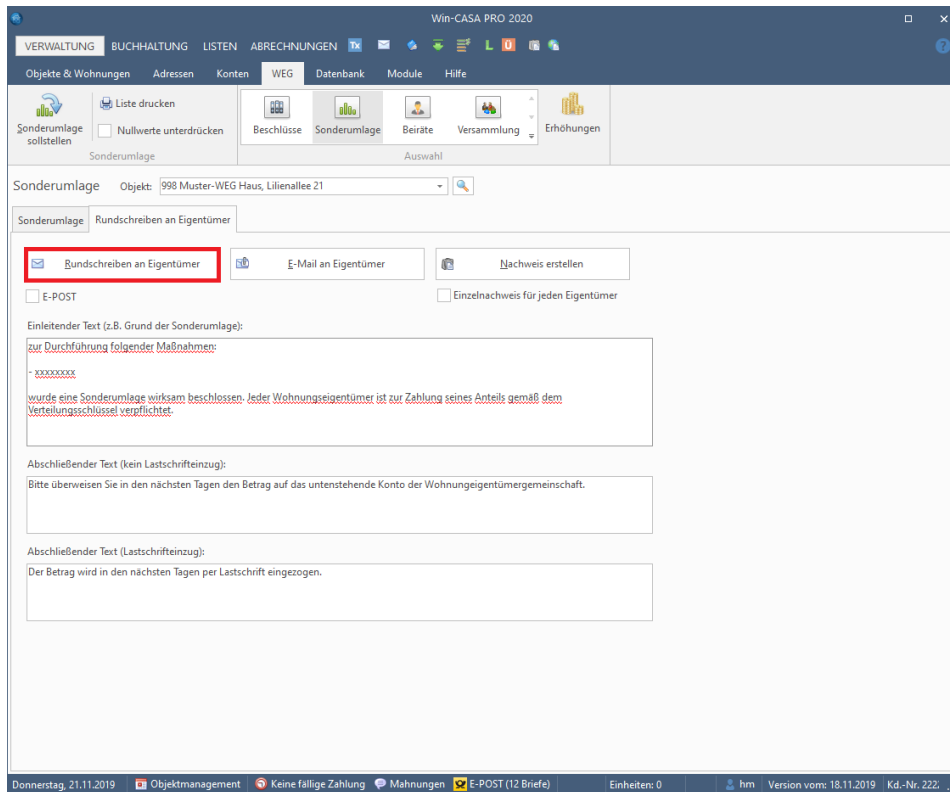 Win-CASA PRO 2020
VERWALTUNG BUCHHALTUNG LISTEN ABRECHNUNGEN Tx L O
Objekte & Wohnungen Adressen Konten WEG Datenbank Module Hilfe
Sonderumlage sollstellen
Liste drucken
Nullwerte unterdrücken
Sonderumlage
Beschlüsse Sonderumlage Beiräte Versammlung
Auswahl
Erhöhungen
Sonderumlage Objekt: 998 Muster-WEG Haus, Lilienallee 21
Sonderumlage Rundschreiben an Eigentümer
Rundschreiben an Eigentümer E-Mail an Eigentümer Nachweis erstellen
E-POST Einzelnachweis für jeden Eigentümer
Einleitender Text (z.B. Grund der Sonderumlage):
zur Durchführung folgender Maßnahmen:
- xxxxxxxx
wurde eine Sonderumlage wirksam beschlossen. Jeder Wohnungseigentümer ist zur Zahlung seines Anteils gemäß dem
Verteilungsschlüssel verpflichtet.
Abschließender Text (kein Lastschrifteinzug):
Bitte überweisen Sie in den nächsten Tagen den Betrag auf das untenstehende Konto der Wohnungeigentümergemeinschaft.
Abschließender Text (Lastschrifteinzug):
Der Betrag wird in den nächsten Tagen per Lastschrift eingezogen.
Donnerstag, 21.11.2019 Objektmanagement Keine fällige Zahlung Mahnungen E-POST (12 Briefe) Einheiten: 0 hm Version vom: 18.11.2019 Kd.-Nr. 222